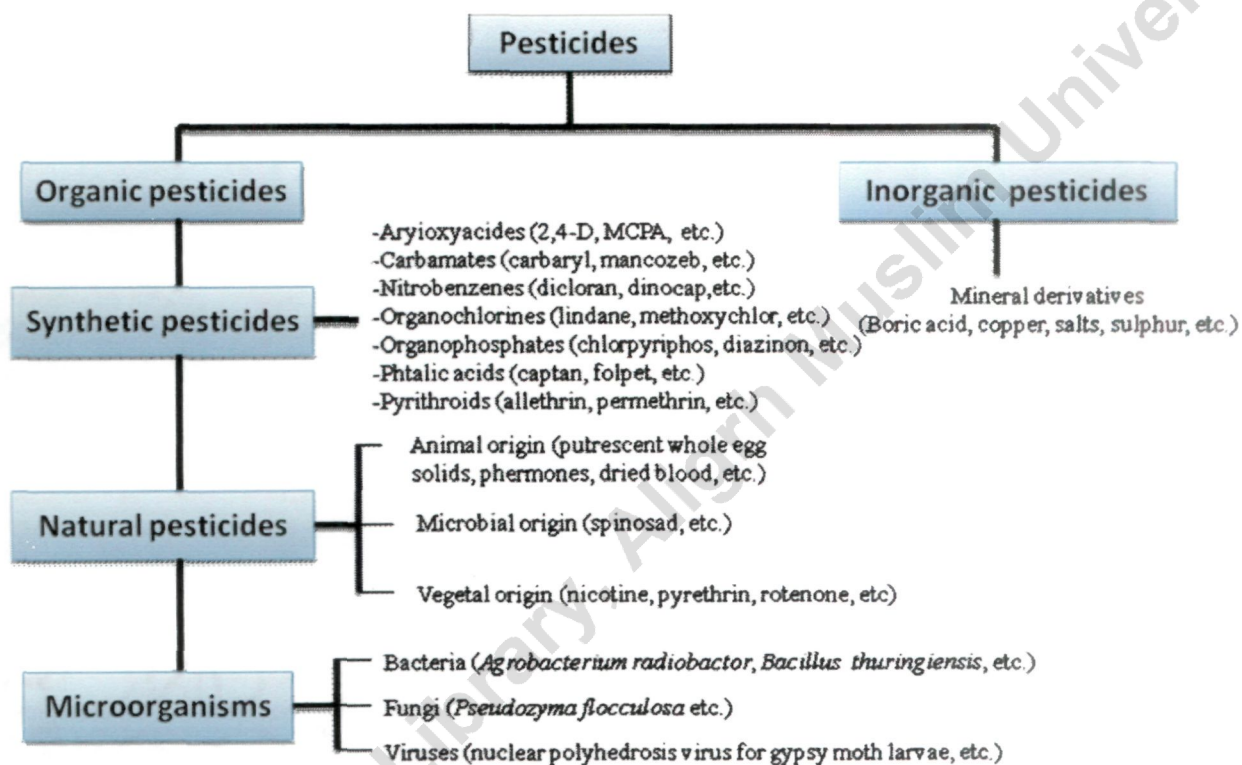 Pesticides
Organic pesticides
Inorganic pesticides
-Aryioxyacides (2,4-D, MCPA, etc.)
-Carbamates (carbaryl, mancozeb, etc.)
-Nitrobenzenes (dicloran, dinocap,etc.)
Synthetic pesticides
-Organochlorines (lindane, methoxychlor, etc.)
-Organophosphates (chlorpyriphos, diazinon, etc.)
-Phtalic acids (captan, folpet, etc.)
-Pyrithroids (allethrin, permethrin, etc.)
Mineral derivatives
(Boric acid, copper, salts, sulphur, etc.)
Natural pesticides
Animal origin (putrescent whole egg
solids, phermones, dried blood, etc.)
Microbial origin (spinosad, etc.)
Vegetal origin (nicotine, pyrethrin, rotenone, etc)
Microorganisms
Bacteria (Agrobacterium radiobactor, Bacillus thuringiensis, etc.)
Fungi (Pseudozyma flocculosa etc.)
Viruses (nuclear polyhedrosis virus for gypsy moth larvae, etc.)
Library, Aligrh Muslim Univer